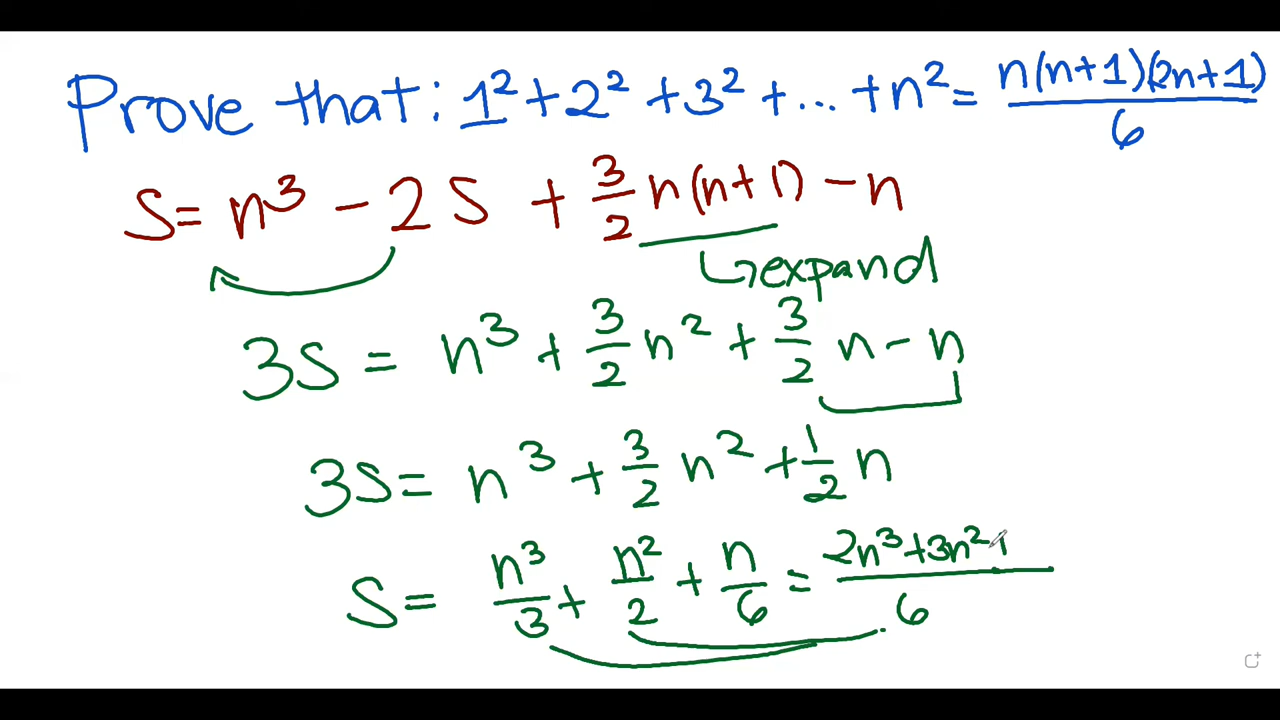 Prove that: 1² + 2² + 3² + ... + n² = n(n+1)(2n+1)/6
S = n³ - 2S + 3/2 n(n+1) - n
expand
3S = n³ + 3/2 n² + 3/2 n - n
3S = n³ + 3/2 n² + 1/2 n
S = n³/3 + n²/2 + n/6 = 2n³+3n²+/6